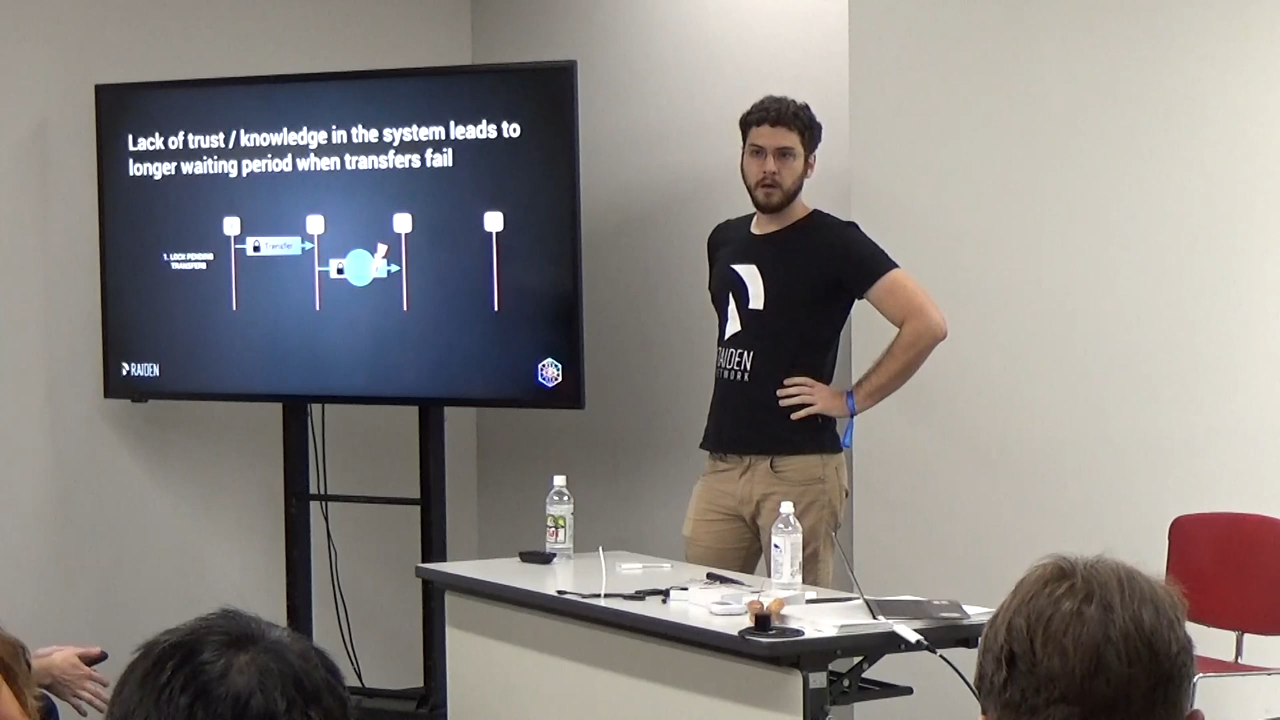 Lack of trust / knowledge in the system leads to
longer waiting period when transfers fail
1. LOCK PENDING
TRANSFERS
Transfer
RAIDEN
RAIDEN
NETWORK